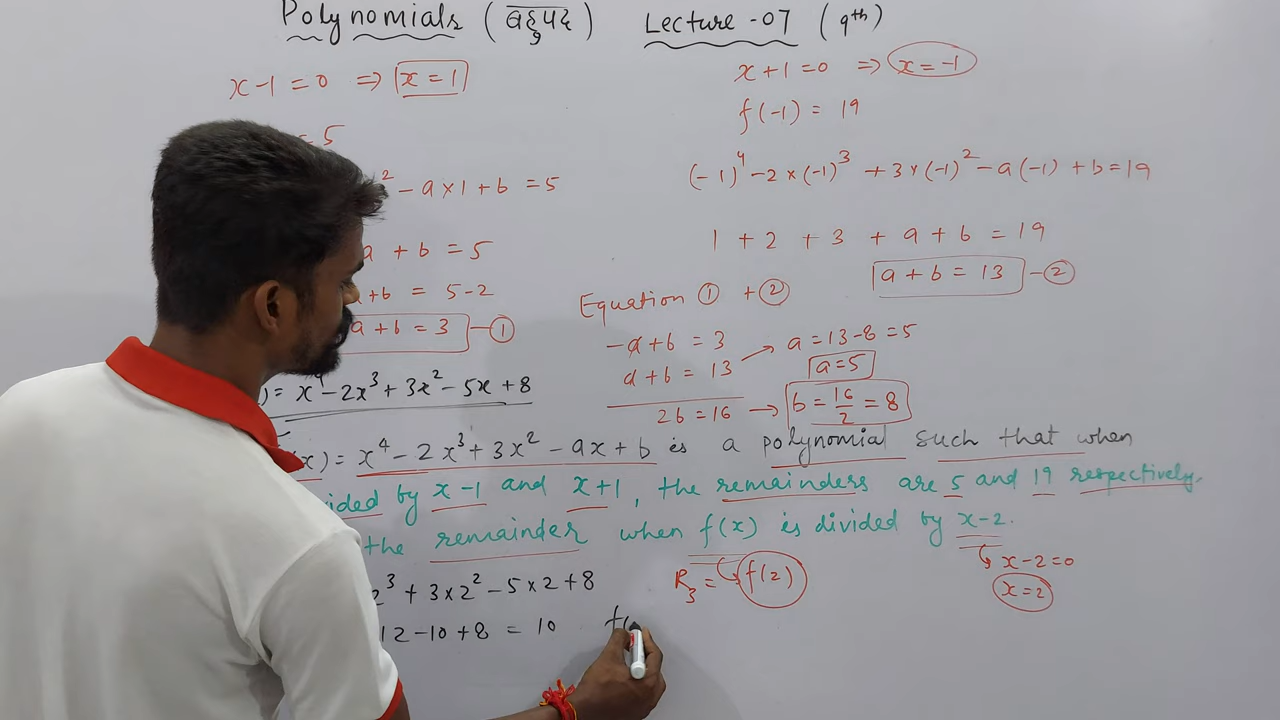 Polynomials (बहुपद) Lecture -07 (9th)
x-1=0 ⇒ x=1
= 5
² - a×1+b = 5
a + b = 5
+b = 5-2
a+b = 3 -①
) = x⁴-2x³+3x²-5x+8
x+1=0 ⇒ x=-1
f(-1) = 19
(-1)⁴-2×(-1)³+3×(-1)²-a(-1)+b=19
1+2+3+a+b=19
a+b=13 -②
Equation ① + ②
-a+b=3
a+b=13
2b=16 → b=16/2=8
→ a=13-8=5
a=5
(x) = x⁴-2x³+3x²-ax+b is a polynomial such that when
ided by x-1 and x+1, the remainders are 5 and 19 respectively.
the remainder when f(x) is divided by x-2.
x-2=0
x=2
R₃ = f(2)
2³+3×2²-5×2+8
12-10+8 = 10 f(